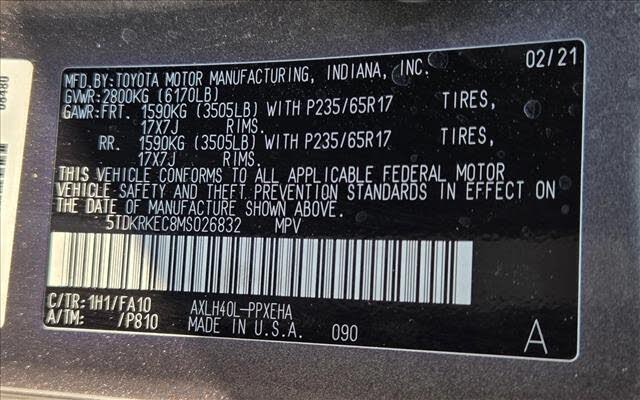 08480
MFD.BY:TOYOTA MOTOR MANUFACTURING, INDIANA, INC. 02/21
GVWR:2800KG (6170LB)
GAWR:FRT. 1590KG (3505LB) WITH P235/65R17 TIRES,
17X7J RIMS.
RR. 1590KG (3505LB) WITH P235/65R17 TIRES,
17X7J RIMS.
THIS VEHICLE CONFORMS TO ALL APPLICABLE FEDERAL MOTOR
VEHICLE SAFETY AND THEFT PREVENTION STANDARDS IN EFFECT ON
THE DATE OF MANUFACTURE SHOWN ABOVE.
5TDKRKEC8MS026832 MPV
C/TR:1H1/FA10 AXLH40L-PPXEHA
A/TM: /P810 MADE IN U.S.A. 090 A